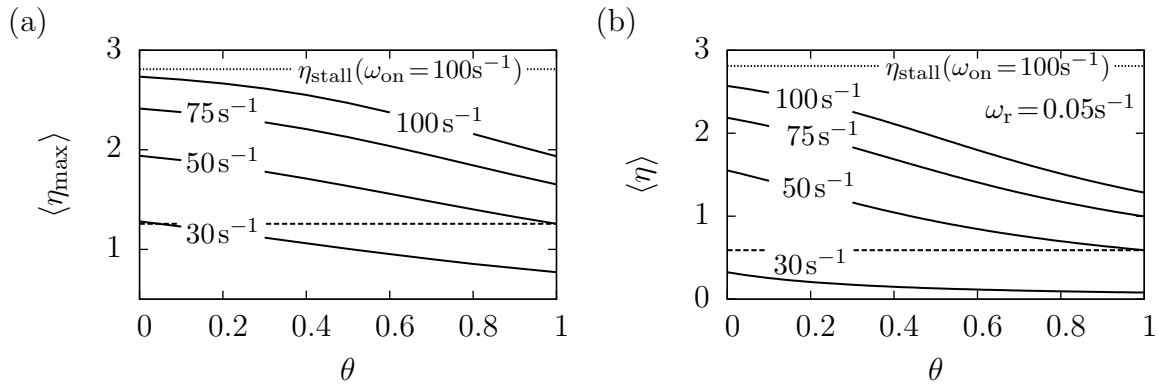 (a)
⟨η_max⟩
3
2
1
η_stall(ω_on = 100s⁻¹)
100 s⁻¹
75 s⁻¹
50 s⁻¹
30 s⁻¹
0 0.2 0.4 0.6 0.8 1
θ
(b)
⟨η⟩
3
2
1
0
η_stall(ω_on = 100s⁻¹)
ω_r = 0.05s⁻¹
100 s⁻¹
75 s⁻¹
50 s⁻¹
30 s⁻¹
0 0.2 0.4 0.6 0.8 1
θ